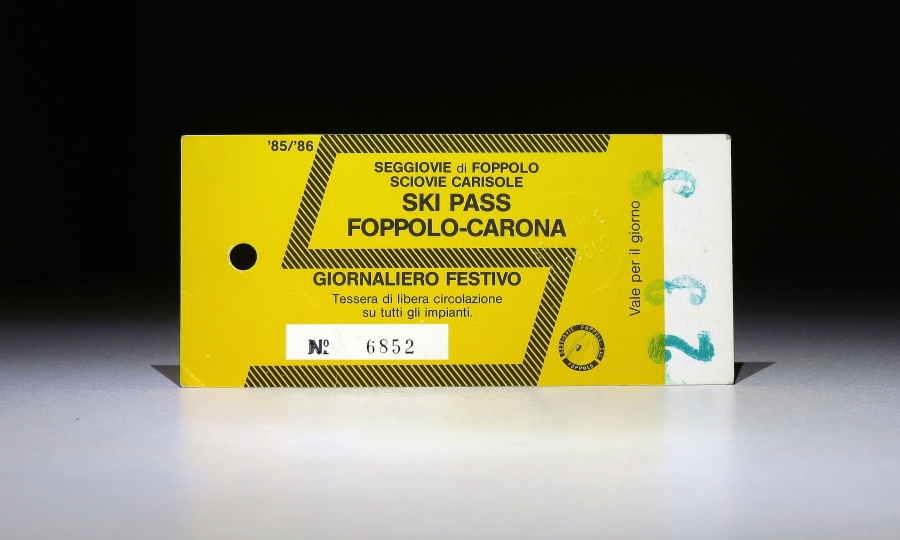 '85/'86
SEGGIOVIE di FOPPOLO
SCIOVIE CARISOLE
SKI PASS
FOPPOLO-CARONA
GIORNALIERO FESTIVO
Tessera di libera circolazione
su tutti gli impianti.
Nº 6852
Vale per il giorno